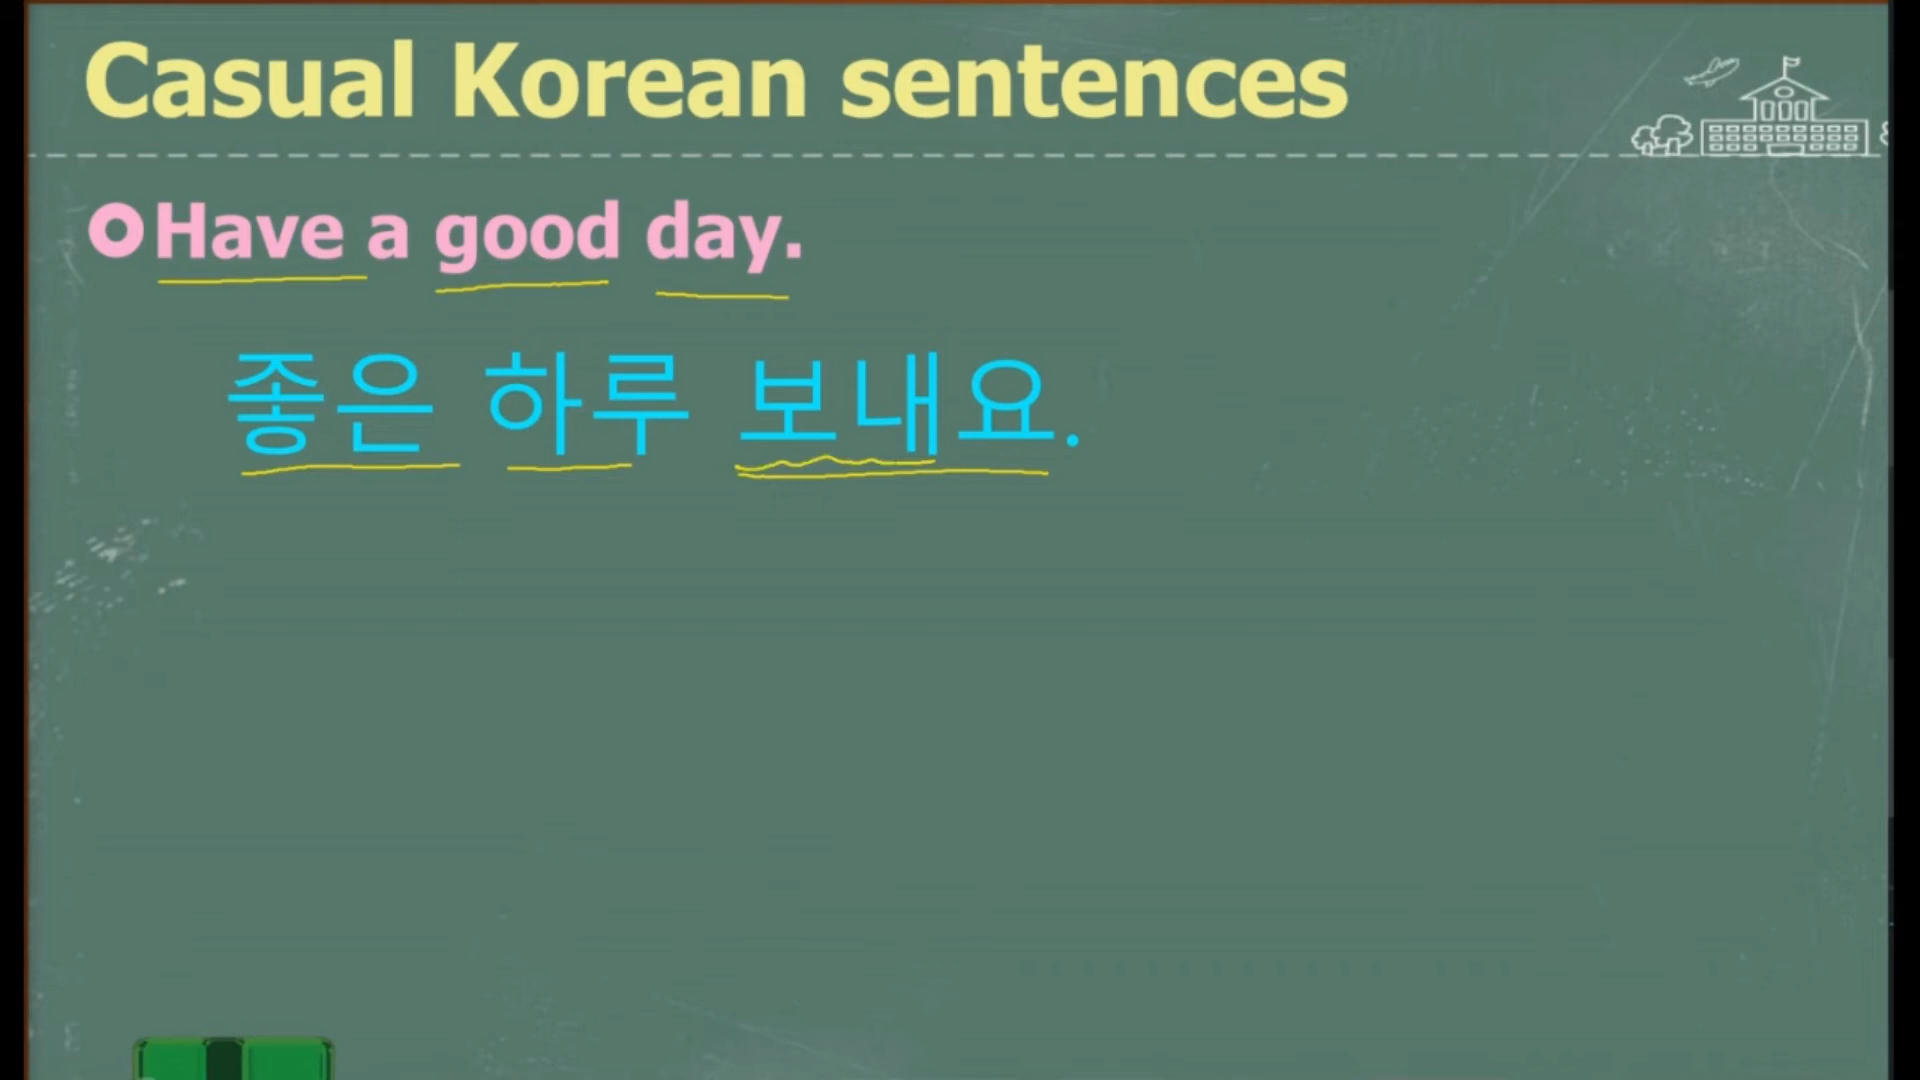 Casual Korean sentences
Have a good day.
좋은 하루 보내요.